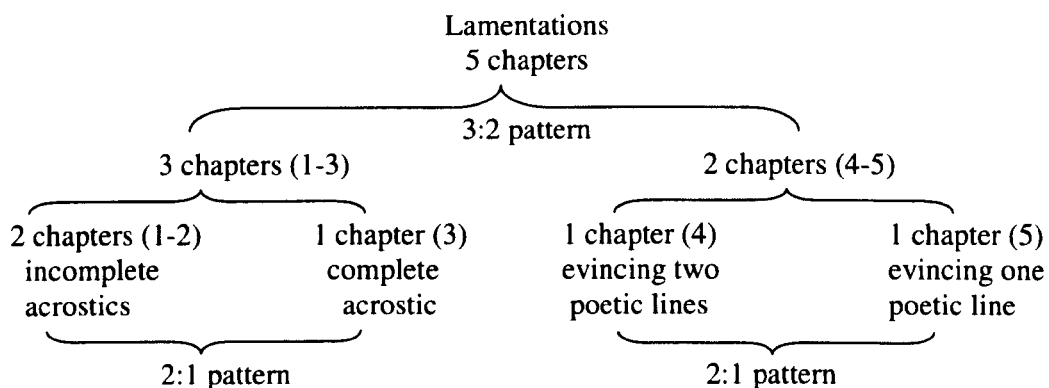 Lamentations
5 chapters
3:2 pattern
3 chapters (1-3)
2 chapters (4-5)
2 chapters (1-2)
incomplete
acrostics
1 chapter (3)
complete
acrostic
1 chapter (4)
evincing two
poetic lines
1 chapter (5)
evincing one
poetic line
2:1 pattern
2:1 pattern